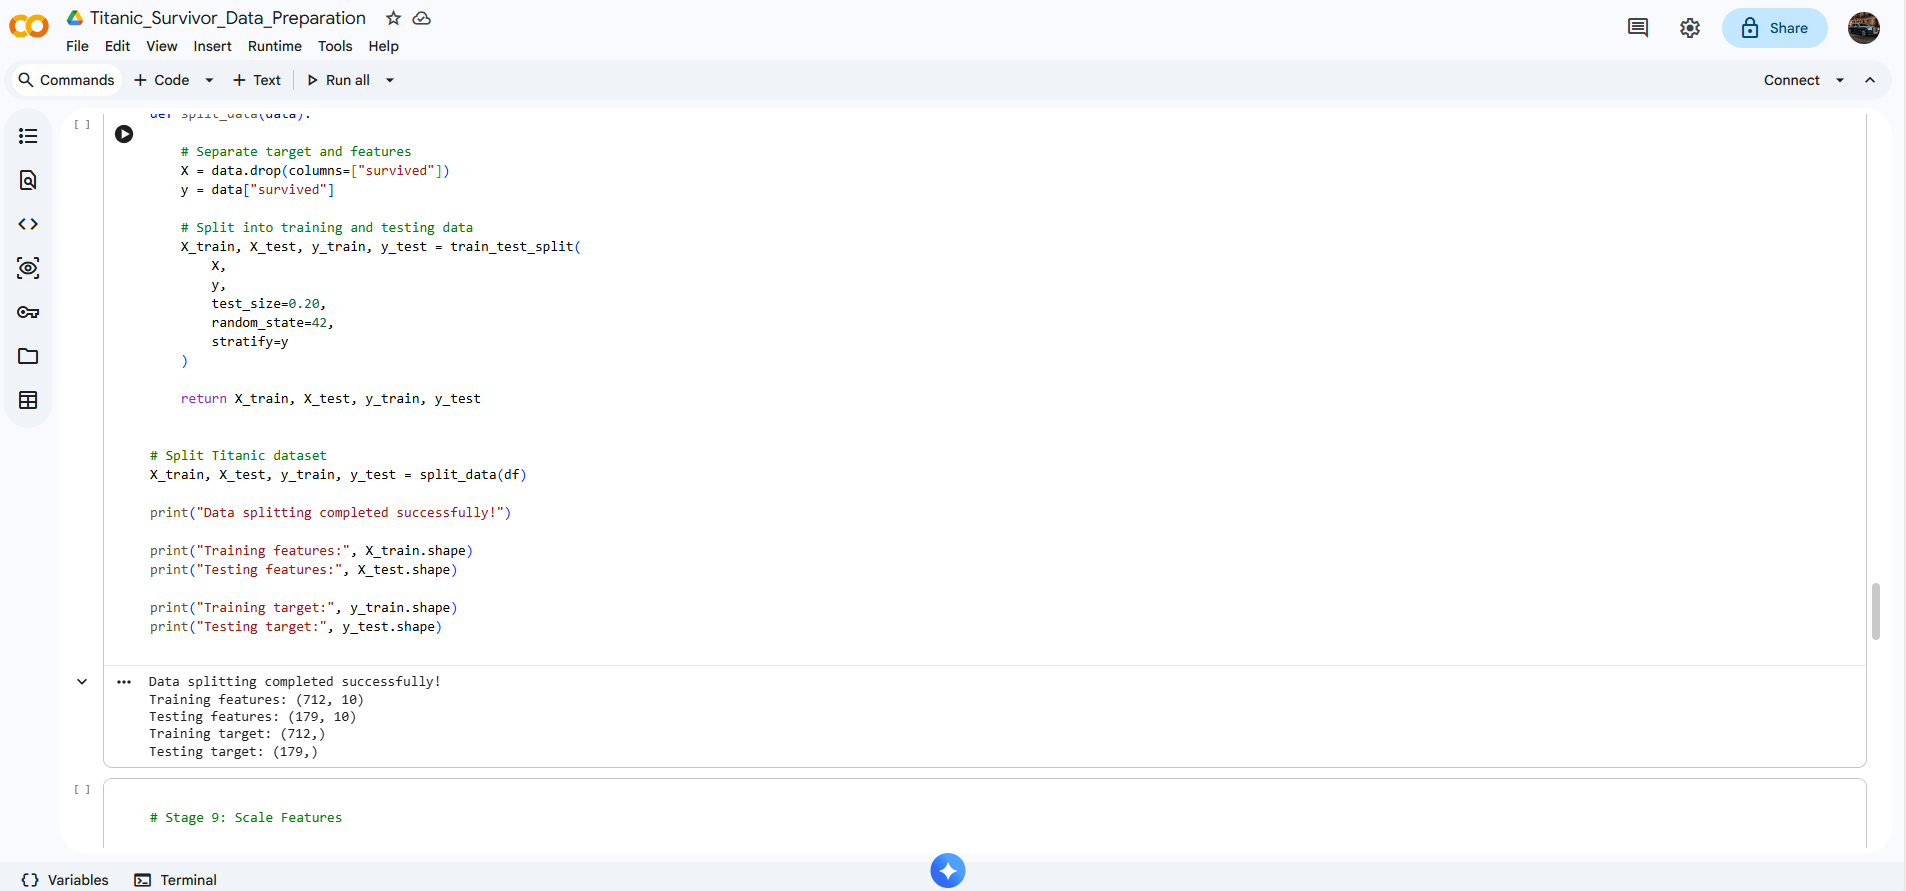 Titanic_Survivor_Data_Preparation
File Edit View Insert Runtime Tools Help
Share
Commands + Code + Text Run all
Connect
[ ]
def split_data(data):
# Separate target and features
X = data.drop(columns=["survived"])
y = data["survived"]
# Split into training and testing data
X_train, X_test, y_train, y_test = train_test_split(
X,
y,
test_size=0.20,
random_state=42,
stratify=y
)
return X_train, X_test, y_train, y_test
# Split Titanic dataset
X_train, X_test, y_train, y_test = split_data(df)
print("Data splitting completed successfully!")
print("Training features:", X_train.shape)
print("Testing features:", X_test.shape)
print("Training target:", y_train.shape)
print("Testing target:", y_test.shape)
Data splitting completed successfully!
Training features: (712, 10)
Testing features: (179, 10)
Training target: (712,)
Testing target: (179,)
[ ]
# Stage 9: Scale Features
Variables Terminal